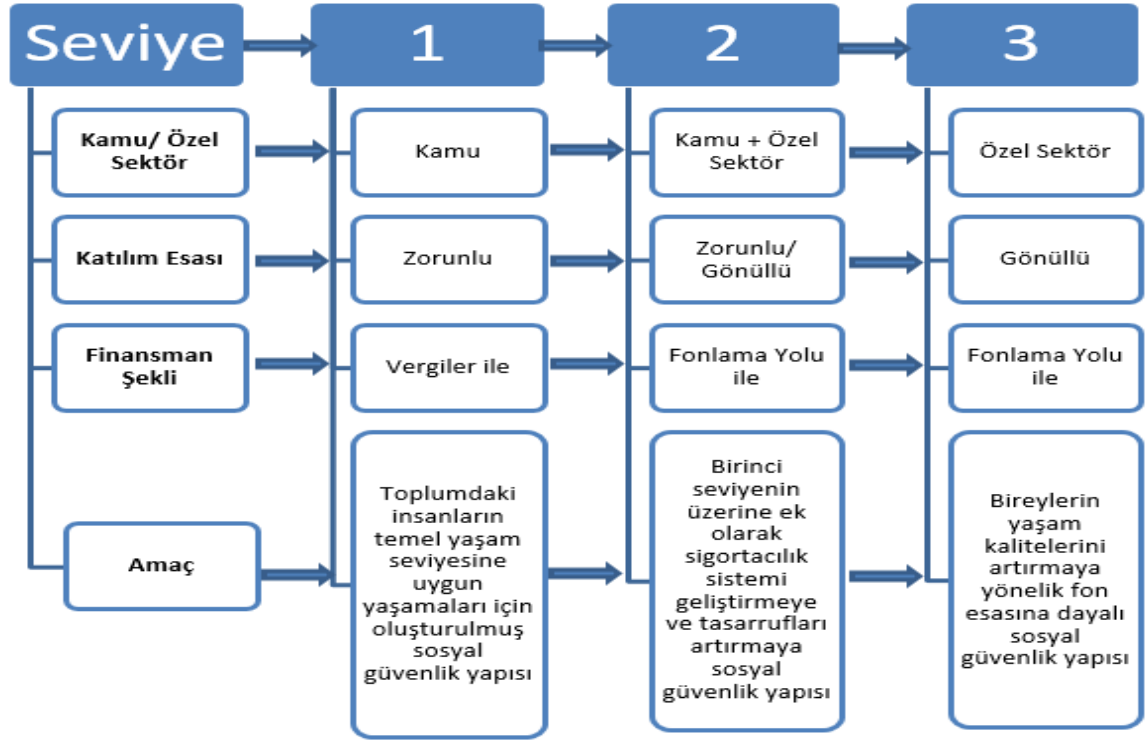 Seviye
1
2
3
Kamu/ Özel
Sektör
Kamu
Kamu + Özel
Sektör
Özel Sektör
Katılım Esası
Zorunlu
Zorunlu/
Gönüllü
Gönüllü
Finansman
Şekli
Vergiler ile
Fonlama Yolu
ile
Fonlama Yolu
ile
Amaç
Toplumdaki
insanların
temel yaşam
seviyesine
uygun
yaşamaları için
oluşturulmuş
sosyal
güvenlik yapısı
Birinci
seviyenin
üzerine ek
olarak
sigortacılık
sistemi
geliştirmeye
ve tasarrufları
artırmaya
sosyal
güvenlik yapısı
Bireylerin
yaşam
kalitelerini
artırmaya
yönelik fon
esasına dayalı
sosyal
güvenlik yapısı